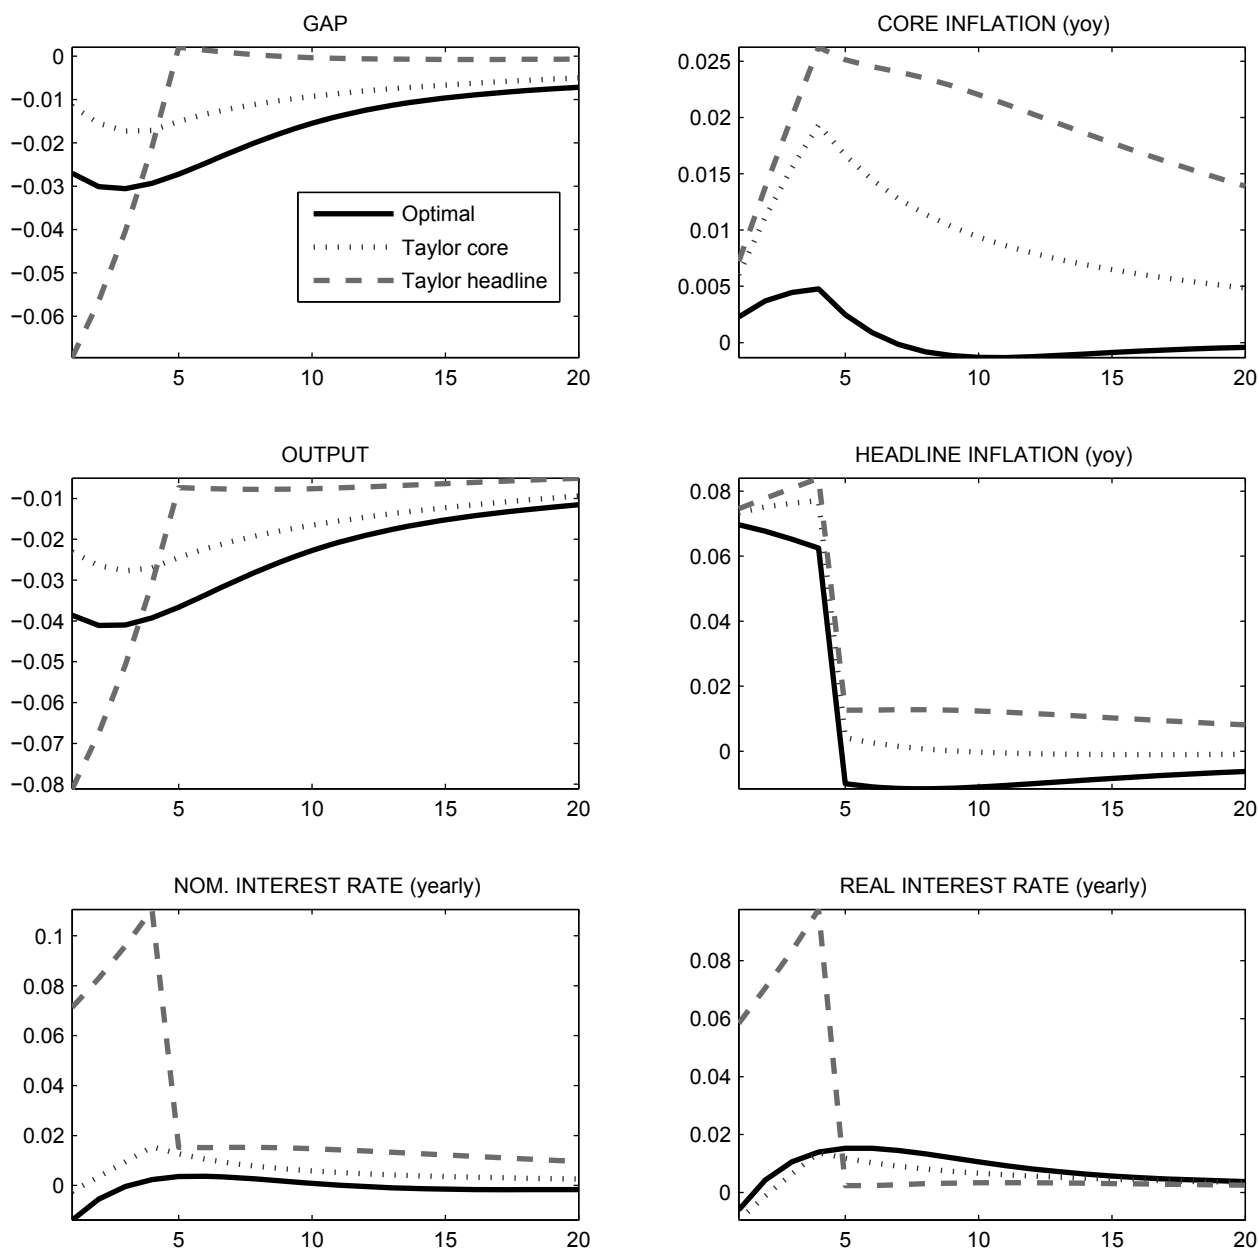 GAP
0
−0.01
−0.02
−0.03
−0.04
−0.05
−0.06
5 10 15 20
Optimal
Taylor core
Taylor headline
CORE INFLATION (yoy)
0.025
0.02
0.015
0.01
0.005
0
5 10 15 20
OUTPUT
−0.01
−0.02
−0.03
−0.04
−0.05
−0.06
−0.07
−0.08
5 10 15 20
HEADLINE INFLATION (yoy)
0.08
0.06
0.04
0.02
0
5 10 15 20
NOM. INTEREST RATE (yearly)
0.1
0.08
0.06
0.04
0.02
0
5 10 15 20
REAL INTEREST RATE (yearly)
0.08
0.06
0.04
0.02
0
5 10 15 20